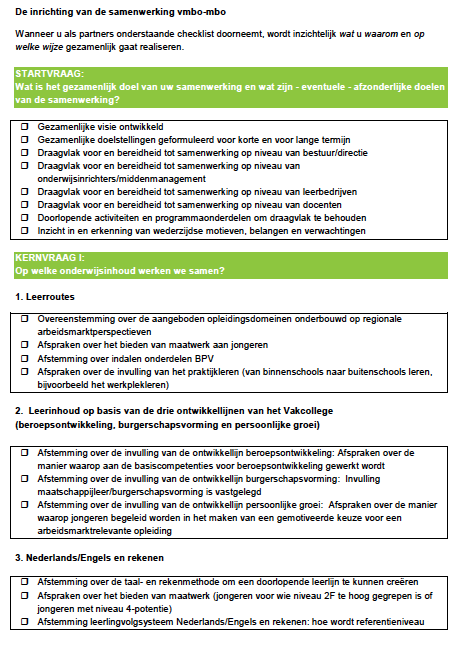 De inrichting van de samenwerking vmbo-mbo
Wanneer u als partners onderstaande checklist doorneemt, wordt inzichtelijk wat u waarom en op
welke wijze gezamenlijk gaat realiseren.
STARTVRAAG:
Wat is het gezamenlijk doel van uw samenwerking en wat zijn - eventuele - afzonderlijke doelen
van de samenwerking?
❑ Gezamenlijke visie ontwikkeld
❑ Gezamenlijke doelstellingen geformuleerd voor korte en voor lange termijn
❑ Draagvlak voor en bereidheid tot samenwerking op niveau van bestuur/directie
❑ Draagvlak voor en bereidheid tot samenwerking op niveau van
onderwijsinrichters/middenmanagement
❑ Draagvlak voor en bereidheid tot samenwerking op niveau van leerbedrijven
❑ Draagvlak voor en bereidheid tot samenwerking op niveau van docenten
❑ Doorlopende activiteiten en programmaonderdelen om draagvlak te behouden
❑ Inzicht in en erkenning van wederzijdse motieven, belangen en verwachtingen
KERNVRAAG I:
Op welke onderwijsinhoud werken we samen?
1. Leerroutes
❑ Overeenstemming over de aangeboden opleidingsdomeinen onderbouwd op regionale
arbeidsmarktperspectieven
❑ Afspraken over het bieden van maatwerk aan jongeren
❑ Afstemming over indalen onderdelen BPV
❑ Afspraken over de invulling van het praktijkleren (van binnenschools naar buitenschools leren,
bijvoorbeeld het werkplekleren)
2. Leerinhoud op basis van de drie ontwikkellijnen van het Vakcollege
(beroepsontwikkeling, burgerschapsvorming en persoonlijke groei)
❑ Afstemming over de invulling van de ontwikkellijn beroepsontwikkeling: Afspraken over de
manier waarop aan de basiscompetenties voor beroepsontwikkeling gewerkt wordt
❑ Afstemming over de invulling van de ontwikkellijn burgerschapsvorming: Invulling
maatschappijleer/burgerschapsvorming is vastgelegd
❑ Afstemming over de invulling van de ontwikkellijn persoonlijke groei: Afspraken over de manier
waarop jongeren begeleid worden in het maken van een gemotiveerde keuze voor een
arbeidsmarktrelevante opleiding
3. Nederlands/Engels en rekenen
❑ Afstemming over de taal- en rekenmethode om een doorlopende leerlijn te kunnen creëren
❑ Afspraken over het bieden van maatwerk (jongeren voor wie niveau 2F te hoog gegrepen is of
jongeren met niveau 4-potentie)
❑ Afstemming leerlingvolgsysteem Nederlands/Engels en rekenen: hoe wordt referentieniveau